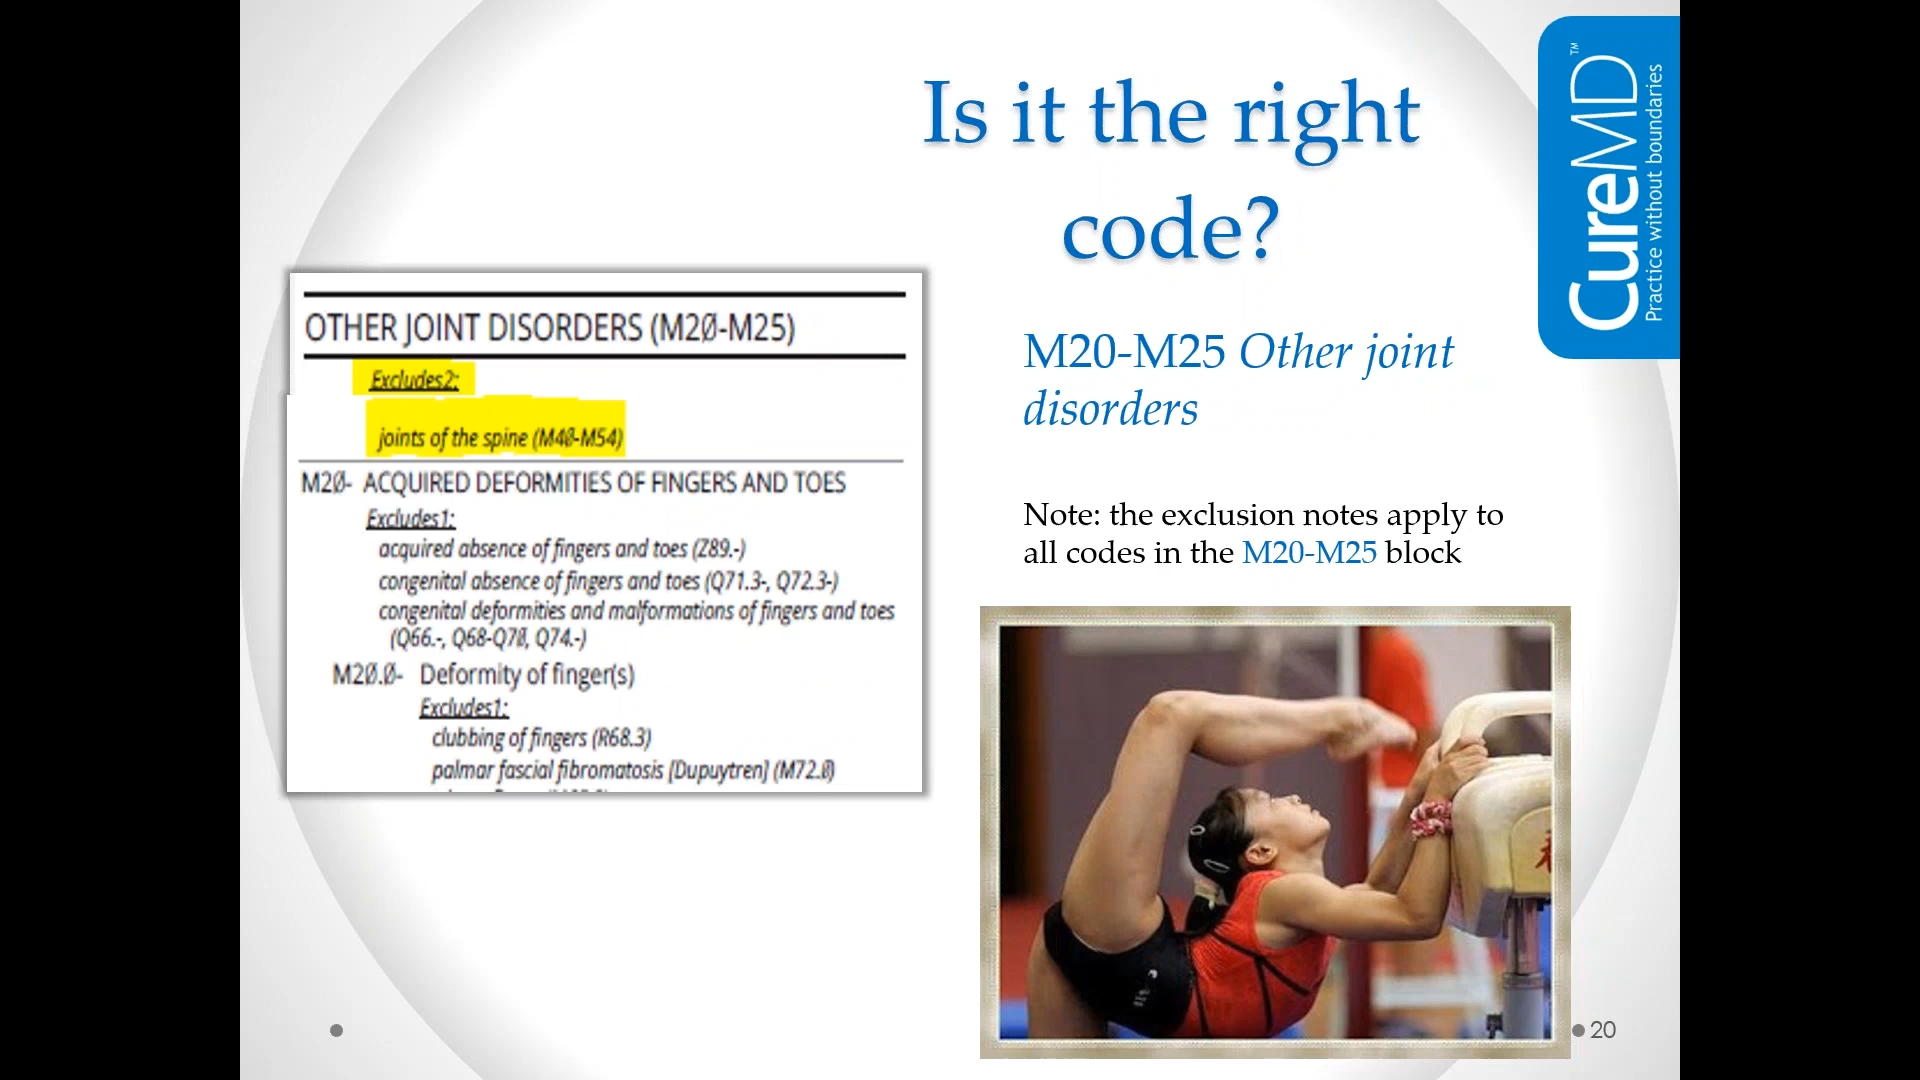 Is it the right
code?
CureMD™
Practice without boundaries
OTHER JOINT DISORDERS (M2Ø-M25)
Excludes2:
joints of the spine (M4Ø-M54)
M2Ø- ACQUIRED DEFORMITIES OF FINGERS AND TOES
Excludes1:
acquired absence of fingers and toes (Z89.-)
congenital absence of fingers and toes (Q71.3-, Q72.3-)
congenital deformities and malformations of fingers and toes
(Q66.-, Q68-Q7Ø, Q74.-)
M2Ø.Ø- Deformity of finger(s)
Excludes1:
clubbing of fingers (R68.3)
palmar fascial fibromatosis [Dupuytren] (M72.Ø)
M20-M25 Other joint
disorders
Note: the exclusion notes apply to
all codes in the M20-M25 block
20